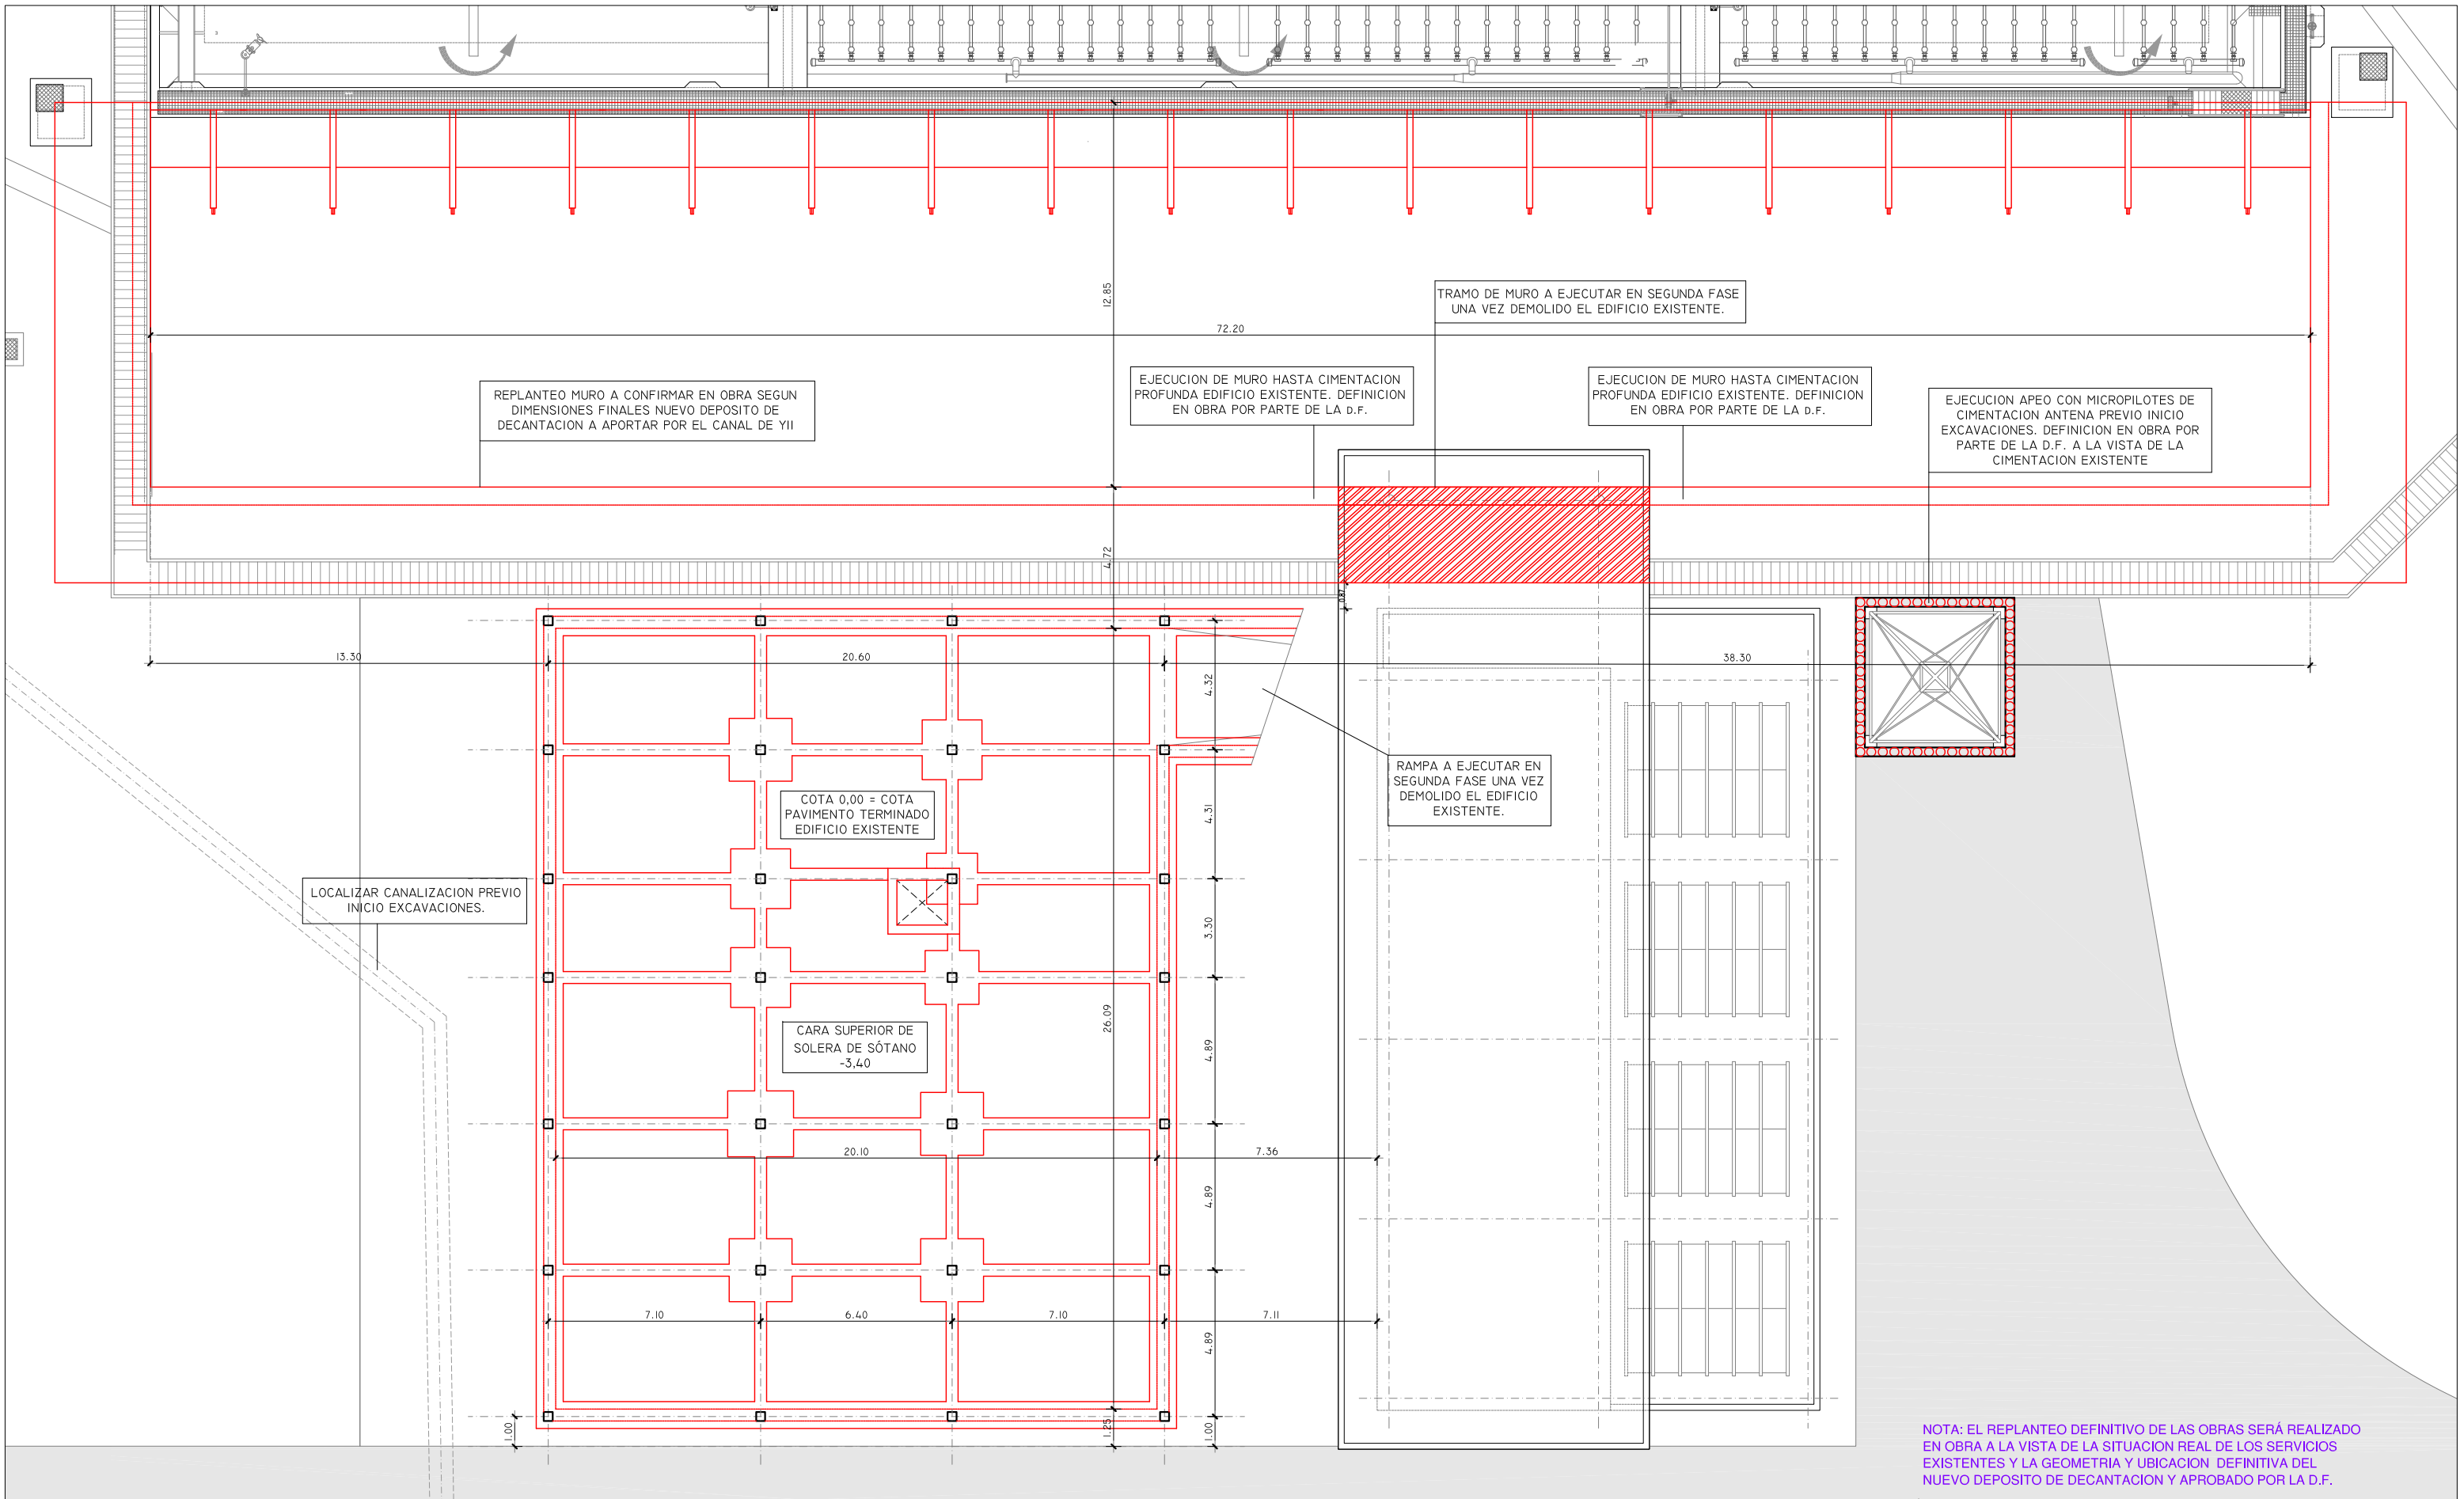 12.85
TRAMO DE MURO A EJECUTAR EN SEGUNDA FASE
UNA VEZ DEMOLIDO EL EDIFICIO EXISTENTE.
72.20
REPLANTEO MURO A CONFIRMAR EN OBRA SEGUN
DIMENSIONES FINALES NUEVO DEPOSITO DE
DECANTACION A APORTAR POR EL CANAL DE YII
EJECUCION DE MURO HASTA CIMENTACION
PROFUNDA EDIFICIO EXISTENTE. DEFINICION
EN OBRA POR PARTE DE LA D.F.
EJECUCION DE MURO HASTA CIMENTACION
PROFUNDA EDIFICIO EXISTENTE. DEFINICION
EN OBRA POR PARTE DE LA D.F.
EJECUCION APEO CON MICROPILOTES DE
CIMENTACION ANTENA PREVIO INICIO
EXCAVACIONES. DEFINICION EN OBRA POR
PARTE DE LA D.F. A LA VISTA DE LA
CIMENTACION EXISTENTE
4.72
0.87
13.30
20.60
38.30
4.32
RAMPA A EJECUTAR EN
SEGUNDA FASE UNA VEZ
DEMOLIDO EL EDIFICIO
EXISTENTE.
COTA 0,00 = COTA
PAVIMENTO TERMINADO
EDIFICIO EXISTENTE
4.31
LOCALIZAR CANALIZACION PREVIO
INICIO EXCAVACIONES.
3.30
26.09
CARA SUPERIOR DE
SOLERA DE SÓTANO
-3,40
4.89
20.10
7.36
4.89
7.10
6.40
7.10
7.11
4.89
1.00
1.25
1.00
NOTA: EL REPLANTEO DEFINITIVO DE LAS OBRAS SERÁ REALIZADO
EN OBRA A LA VISTA DE LA SITUACION REAL DE LOS SERVICIOS
EXISTENTES Y LA GEOMETRIA Y UBICACION DEFINITIVA DEL
NUEVO DEPOSITO DE DECANTACION Y APROBADO POR LA D.F.